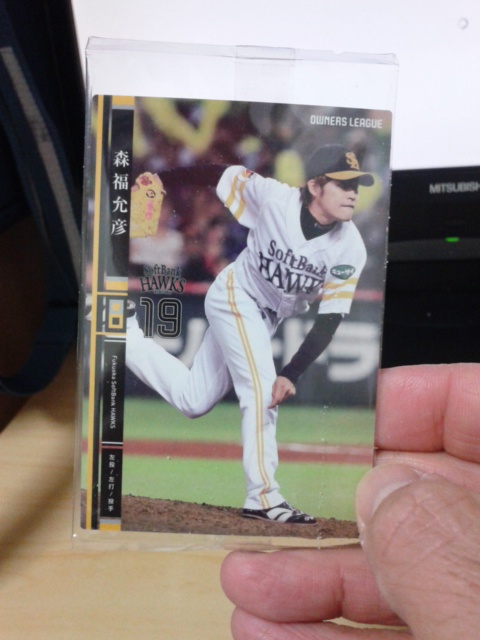 OWNERS LEAGUE
MITSUBISH
森福允彦
SoftBank
HAWKS
19
SoftBank
HAWKS
Fukuoka SoftBank HAWKS
左投/左打/投手